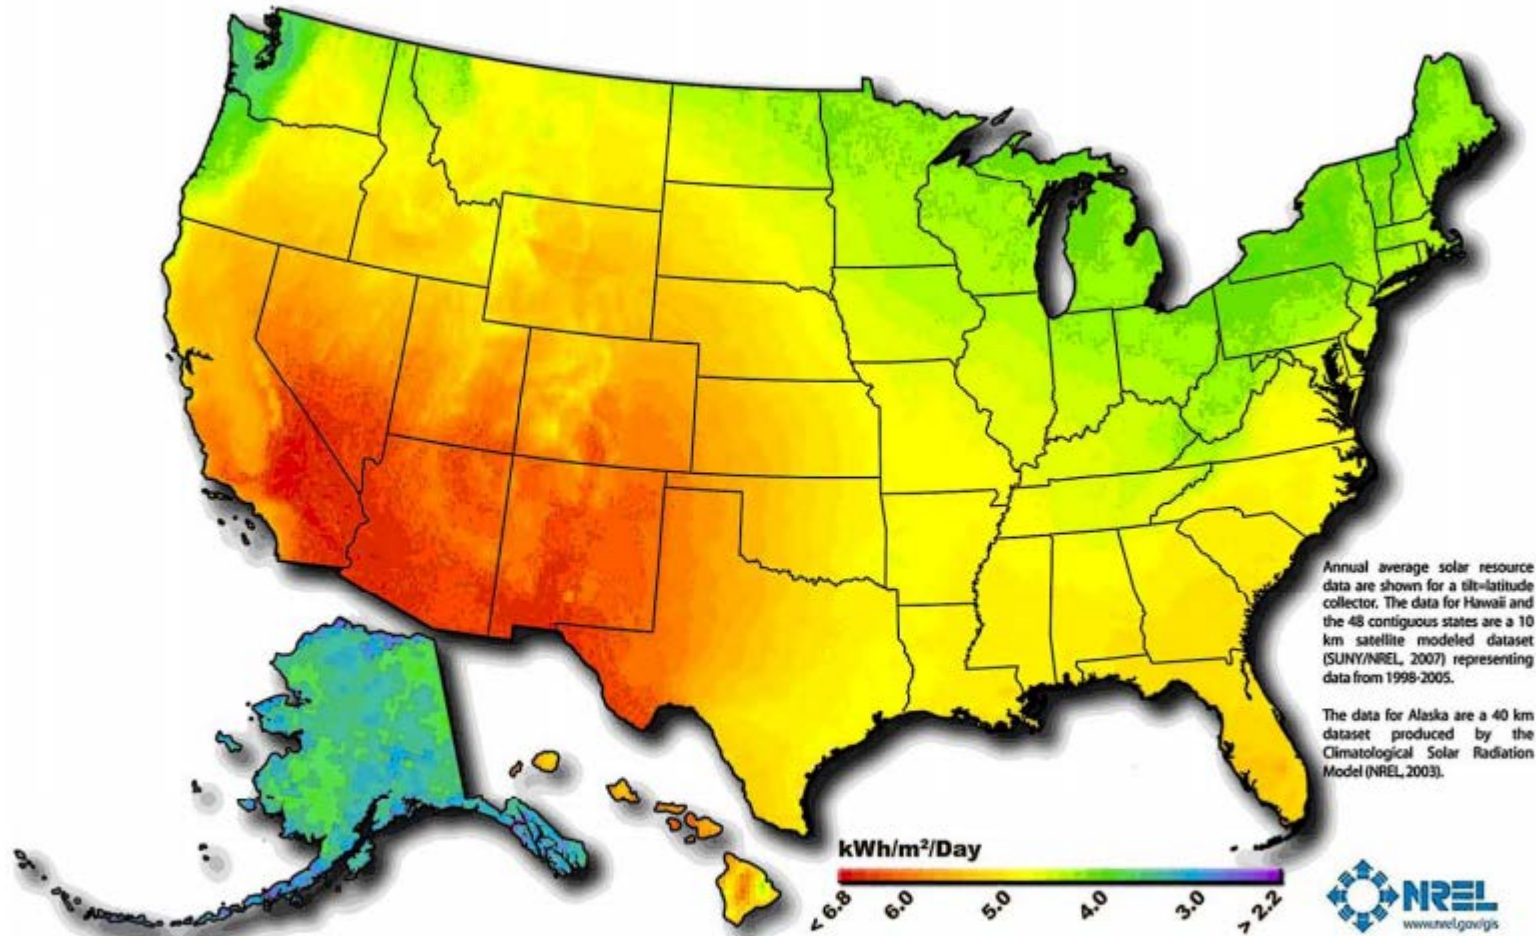 Annual average solar resource
data are shown for a tilt=latitude
collector. The data for Hawaii and
the 48 contiguous states are a 10
km satellite modeled dataset
(SUNY/NREL, 2007) representing
data from 1998-2005.
The data for Alaska are a 40 km
dataset produced by the
Climatological Solar Radiation
Model (NREL, 2003).
kWh/m²/Day
< 6.8 6.0 5.0 4.0 3.0 > 2.2
NREL
www.nrel.gov/gis